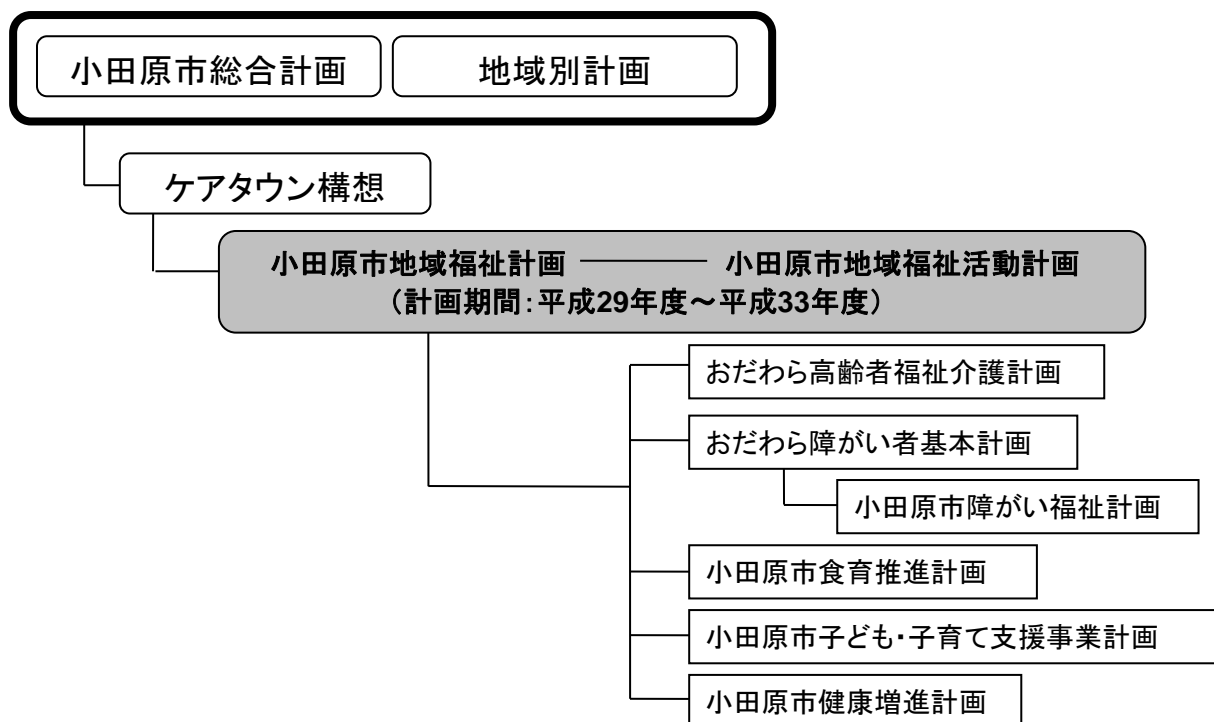 小田原市総合計画 地域別計画
ケアタウン構想
小田原市地域福祉計画 小田原市地域福祉活動計画
（計画期間：平成29年度～平成33年度）
おだわら高齢者福祉介護計画
おだわら障がい者基本計画
小田原市障がい福祉計画
小田原市食育推進計画
小田原市子ども・子育て支援事業計画
小田原市健康増進計画